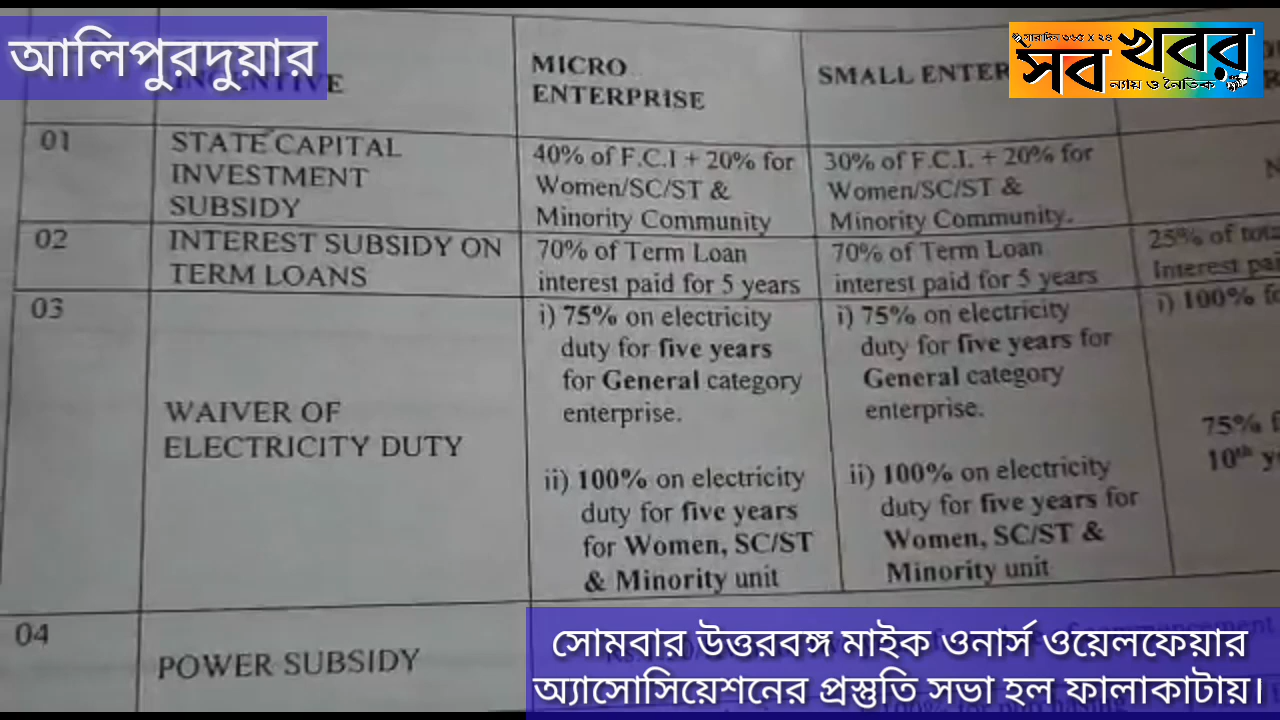 আলিপুরদুয়ার
সারাদিন ৩৬৫ X ২৪
সব খবর
ন্যায় ও নৈতিক
INCENTIVE
MICRO
ENTERPRISE
SMALL ENTER
01
STATE CAPITAL
INVESTMENT
SUBSIDY
40% of F.C.I + 20% for
Women/SC/ST &
Minority Community
30% of F.C.I. + 20% for
Women/SC/ST &
Minority Community.
02
INTEREST SUBSIDY ON
TERM LOANS
70% of Term Loan
interest paid for 5 years
70% of Term Loan
interest paid for 5 years
25% of
Interest
03
WAIVER OF
ELECTRICITY DUTY
i) 75% on electricity
duty for five years
for General category
enterprise.
ii) 100% on electricity
duty for five years
for Women, SC/ST
& Minority unit
i) 75% on electricity
duty for five years for
General category
enterprise.
ii) 100% on electricity
duty for five years for
Women, SC/ST &
Minority unit
i) 100%
75%
10th
04
POWER SUBSIDY
সোমবার উত্তরবঙ্গ মাইক ওনার্স ওয়েলফেয়ার
অ্যাসোসিয়েশনের প্রস্তুতি সভা হল ফালাকাটায়।